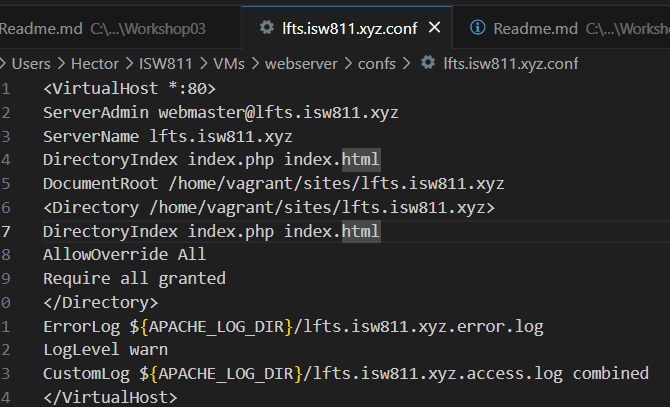 Readme.md C:\...\Workshop03 lfts.isw811.xyz.conf Readme.md C:\...\Works
Users > Hector > ISW811 > VMs > webserver > confs > lfts.isw811.xyz.conf
1 <VirtualHost *:80>
2 ServerAdmin webmaster@lfts.isw811.xyz
3 ServerName lfts.isw811.xyz
4 DirectoryIndex index.php index.html
5 DocumentRoot /home/vagrant/sites/lfts.isw811.xyz
6 <Directory /home/vagrant/sites/lfts.isw811.xyz>
7 DirectoryIndex index.php index.html
8 AllowOverride All
9 Require all granted
0 </Directory>
1 ErrorLog ${APACHE_LOG_DIR}/lfts.isw811.xyz.error.log
2 LogLevel warn
3 CustomLog ${APACHE_LOG_DIR}/lfts.isw811.xyz.access.log combined
4 </VirtualHost>